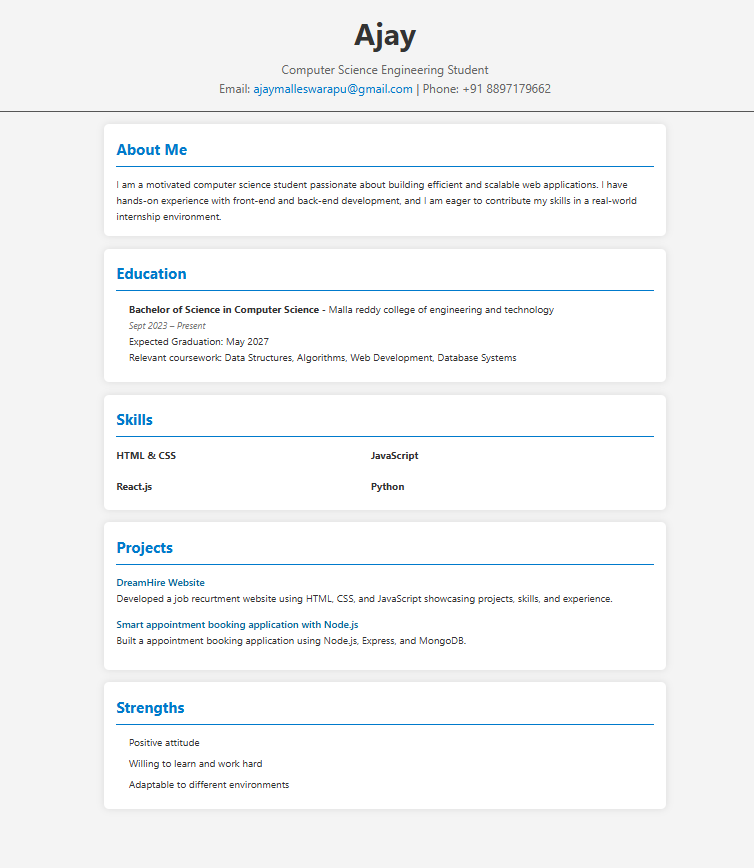 Ajay
Computer Science Engineering Student
Email: ajaymalleswarapu@gmail.com | Phone: +91 8897179662
About Me
I am a motivated computer science student passionate about building efficient and scalable web applications. I have
hands-on experience with front-end and back-end development, and I am eager to contribute my skills in a real-world
internship environment.
Education
Bachelor of Science in Computer Science - Malla reddy college of engineering and technology
Sept 2023 – Present
Expected Graduation: May 2027
Relevant coursework: Data Structures, Algorithms, Web Development, Database Systems
Skills
HTML & CSS JavaScript
React.js Python
Projects
DreamHire Website
Developed a job recurtment website using HTML, CSS, and JavaScript showcasing projects, skills, and experience.
Smart appointment booking application with Node.js
Built a appointment booking application using Node.js, Express, and MongoDB.
Strengths
Positive attitude
Willing to learn and work hard
Adaptable to different environments